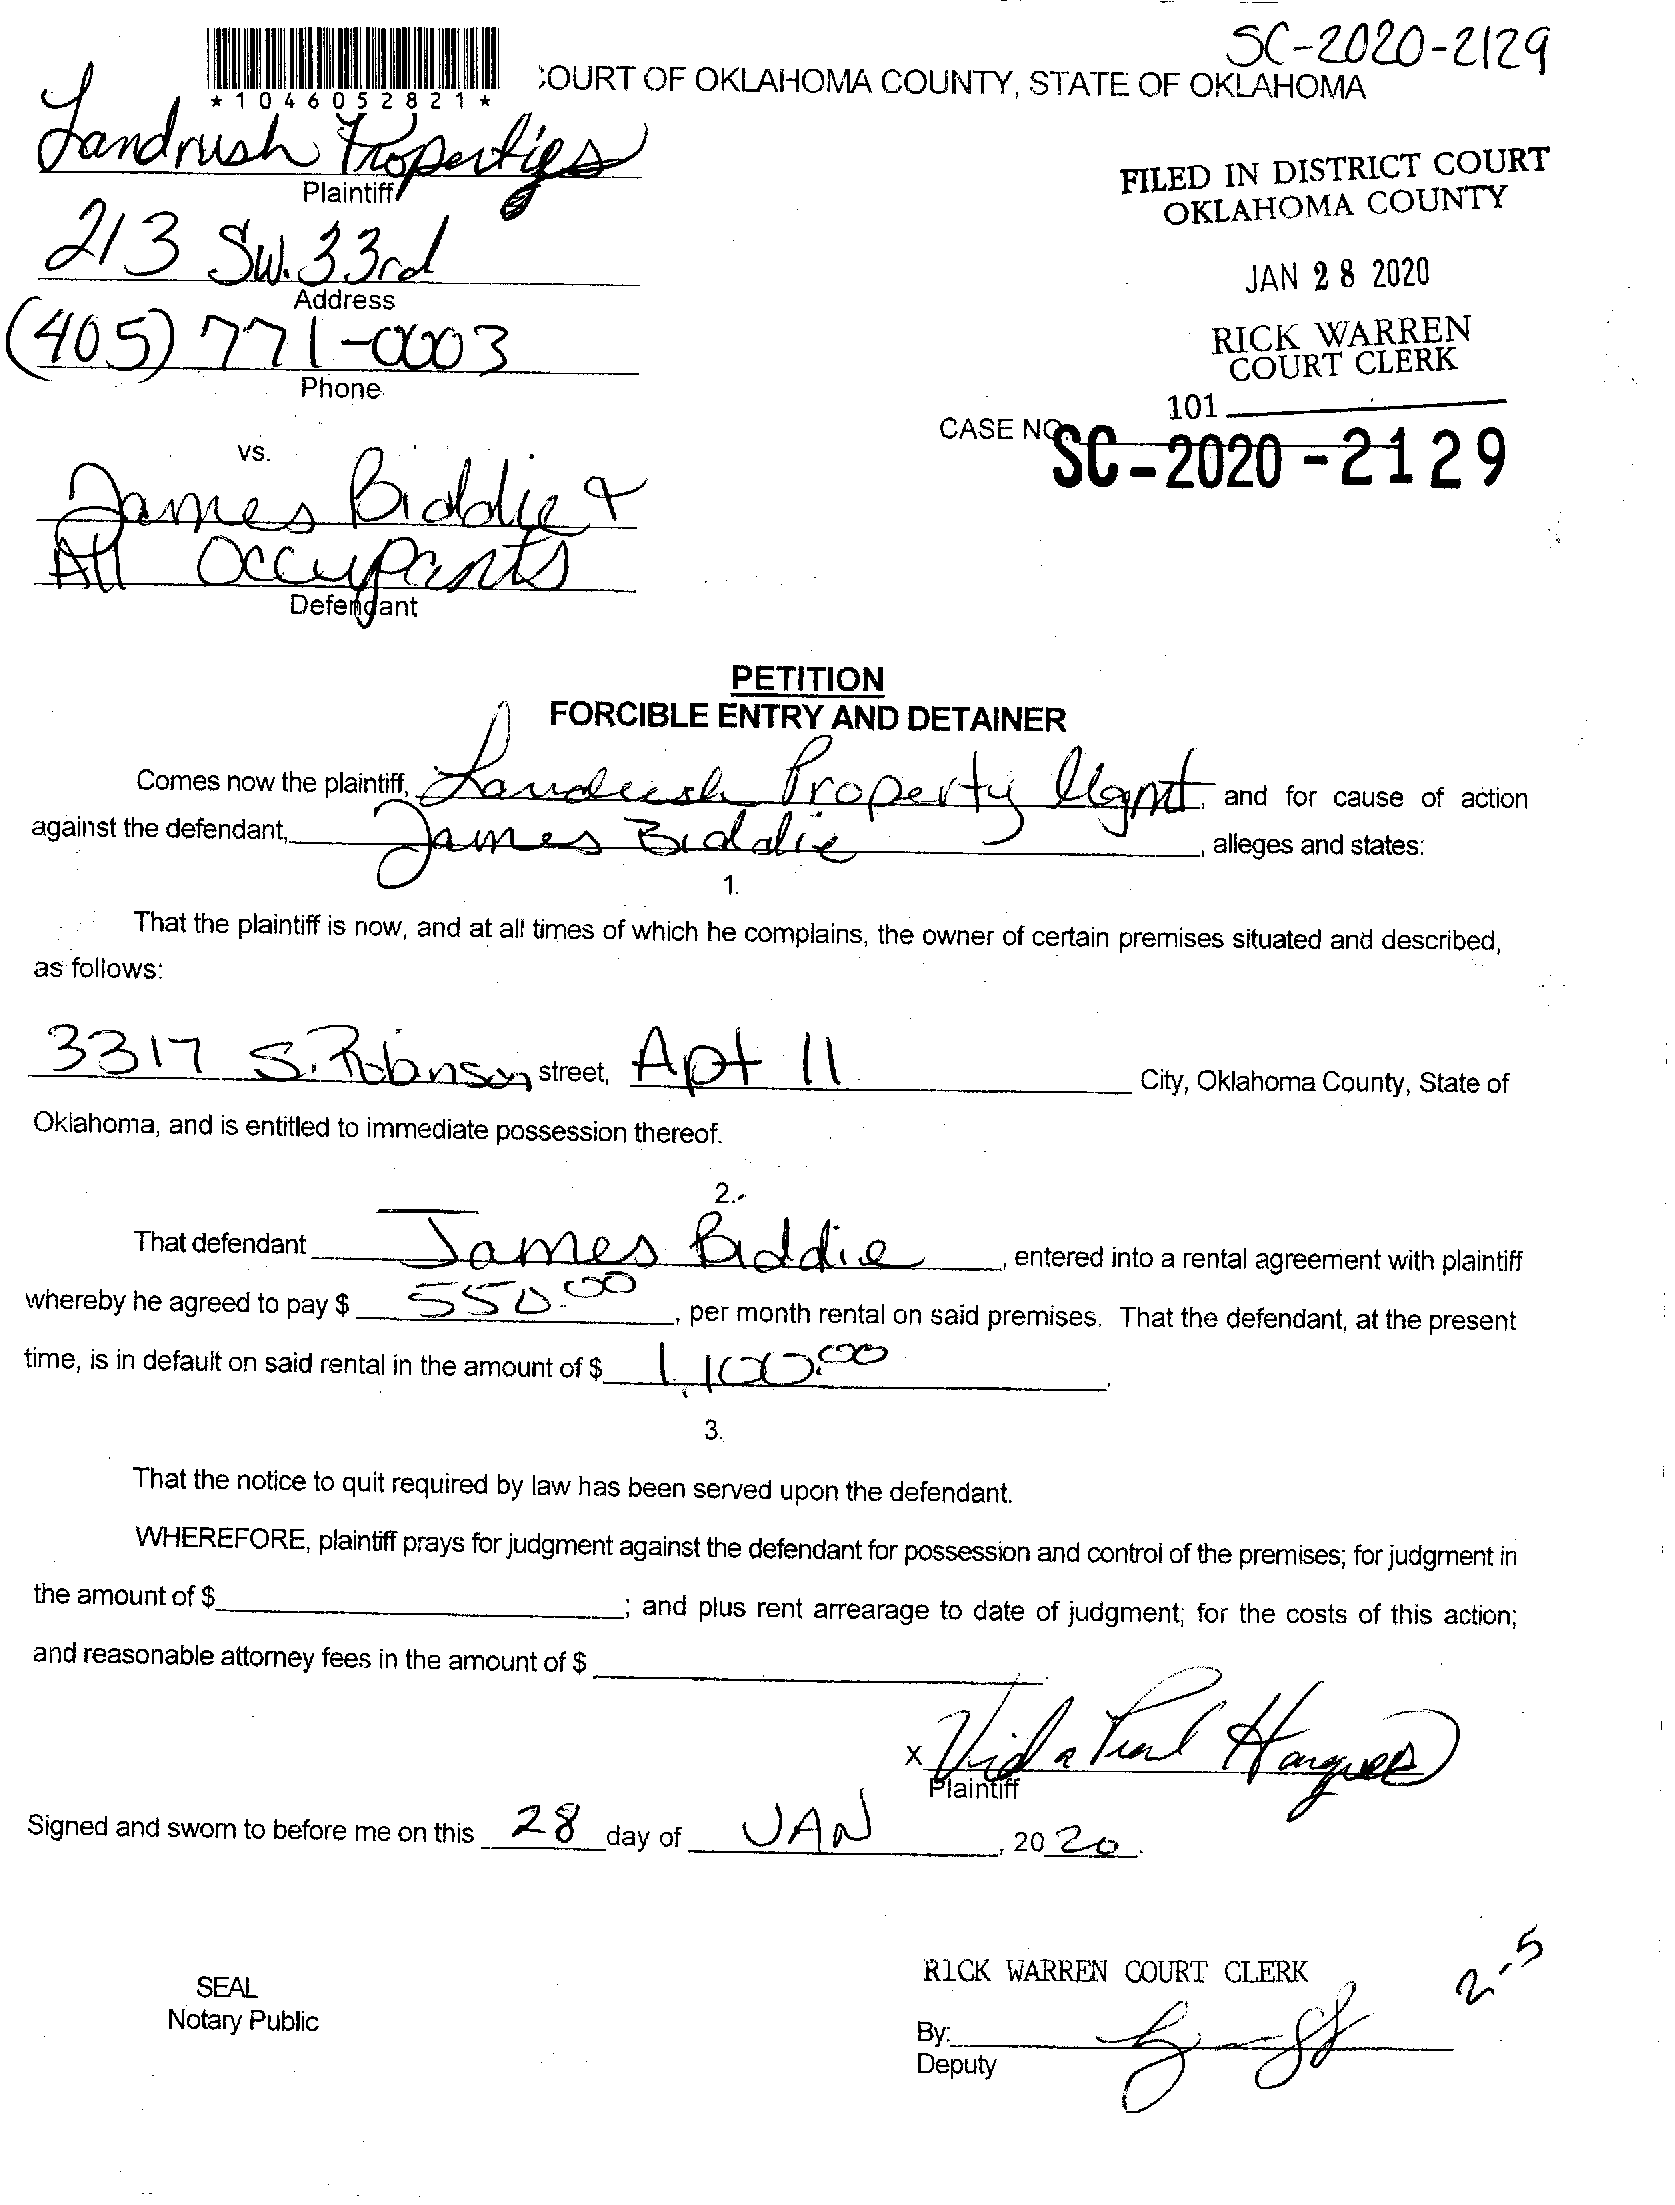 SC-2020-2129
*1046052821*
COURT OF OKLAHOMA COUNTY, STATE OF OKLAHOMA
Landrush Properties
Plaintiff
213 SW. 33rd
Address
(405) 771-0003
Phone
FILED IN DISTRICT COURT
OKLAHOMA COUNTY
JAN 28 2020
RICK WARREN
COURT CLERK
101
CASE NO. SC-2020-2129
vs.
James Biddie &
All Occupants
Defendant
PETITION
FORCIBLE ENTRY AND DETAINER
Comes now the plaintiff, Landrush Property Mgmt, and for cause of action
against the defendant, James Biddie, alleges and states:
1.
That the plaintiff is now, and at all times of which he complains, the owner of certain premises situated and described,
as follows:
3317 S. Robinson street, Apt 11 City, Oklahoma County, State of
Oklahoma, and is entitled to immediate possession thereof.
2.
That defendant James Biddie, entered into a rental agreement with plaintiff
whereby he agreed to pay $ 550.00, per month rental on said premises. That the defendant, at the present
time, is in default on said rental in the amount of $ 1,100.00.
3.
That the notice to quit required by law has been served upon the defendant.
WHEREFORE, plaintiff prays for judgment against the defendant for possession and control of the premises; for judgment in
the amount of $ ; and plus rent arrearage to date of judgment; for the costs of this action;
and reasonable attorney fees in the amount of $
x
Plaintiff
Signed and sworn to before me on this 28 day of JAN, 2020.
RICK WARREN COURT CLERK
2-5
SEAL
Notary Public
By:
Deputy